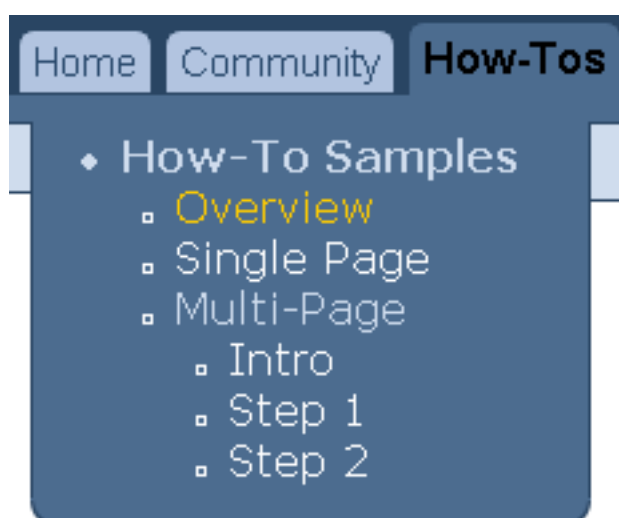 Home Community How-Tos
How-To Samples
Overview
Single Page
Multi-Page
Intro
Step 1
Step 2